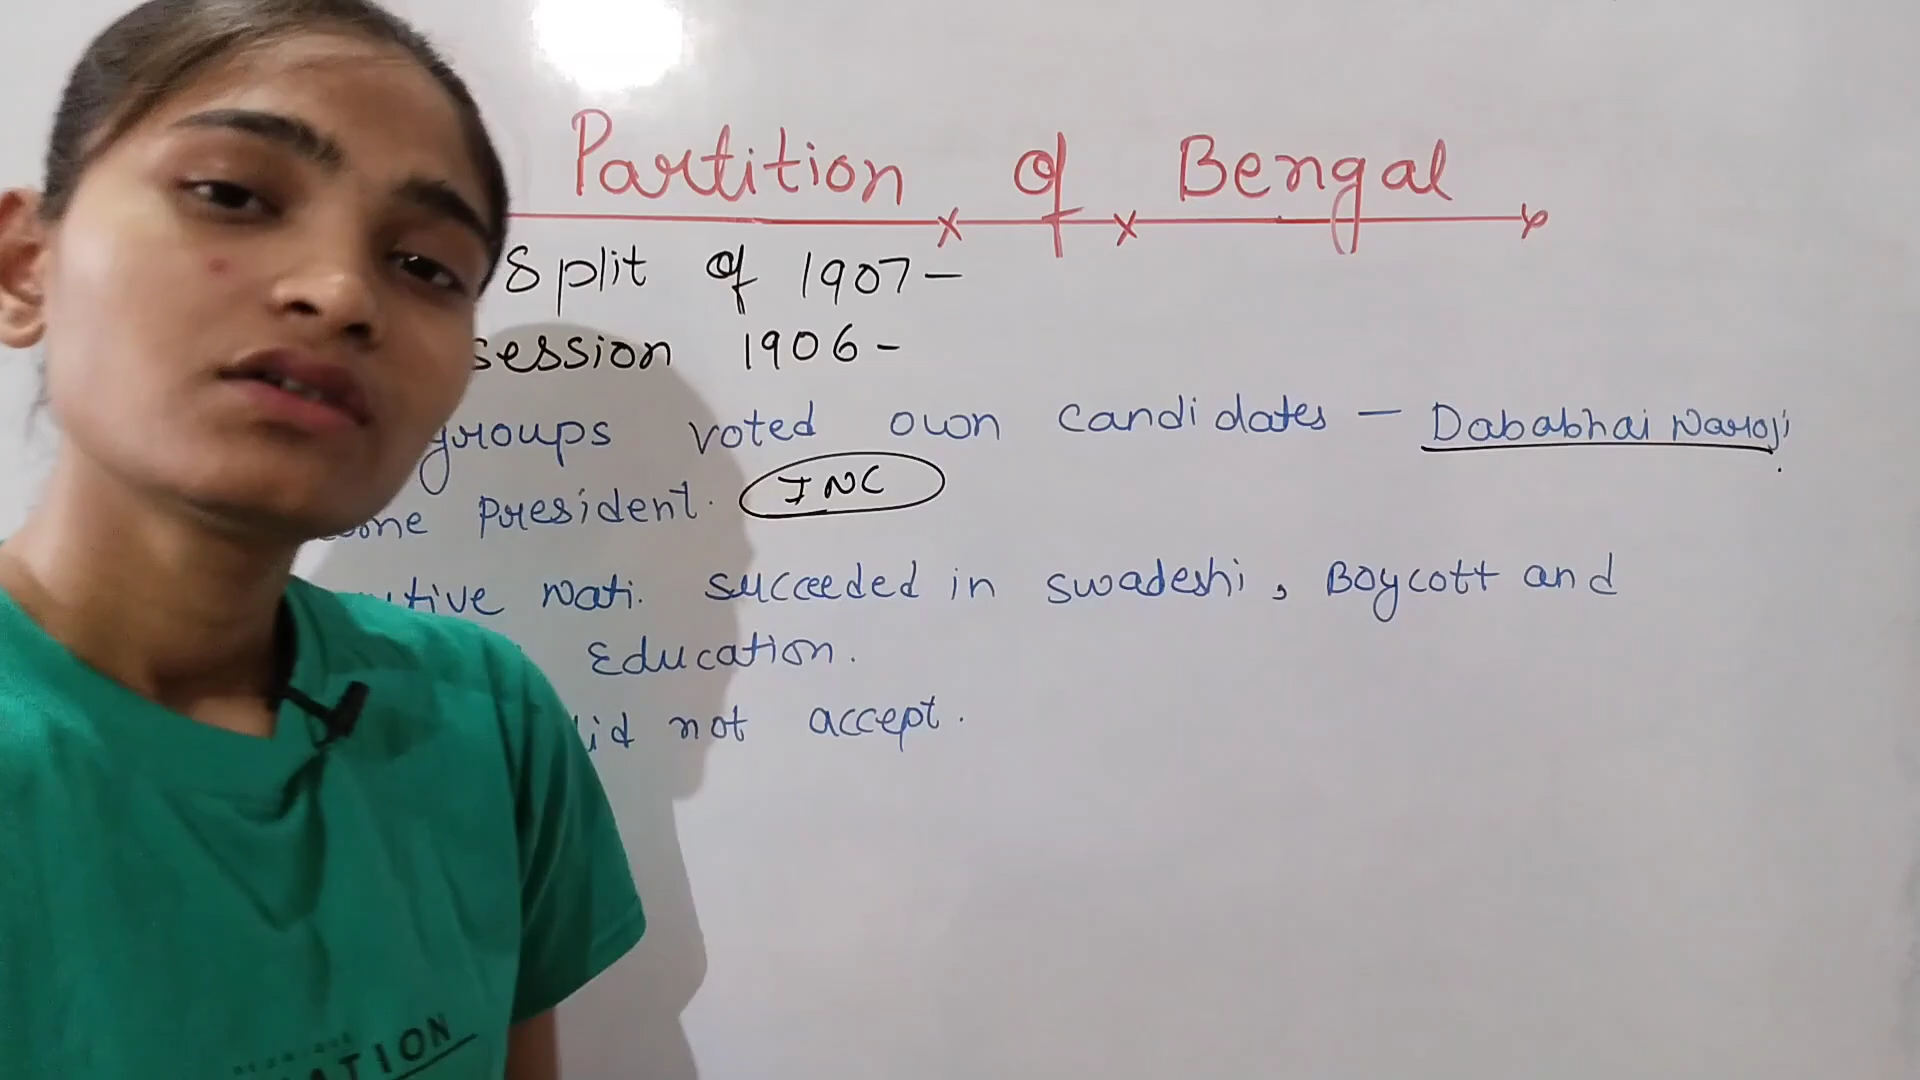 Partition of Bengal
Split of 1907-
session 1906-
groups voted own candidates - Dababhai Naroji
President. INC
Nati. succeeded in swadeshi, Boycott and
Education.
not accept.
ATION